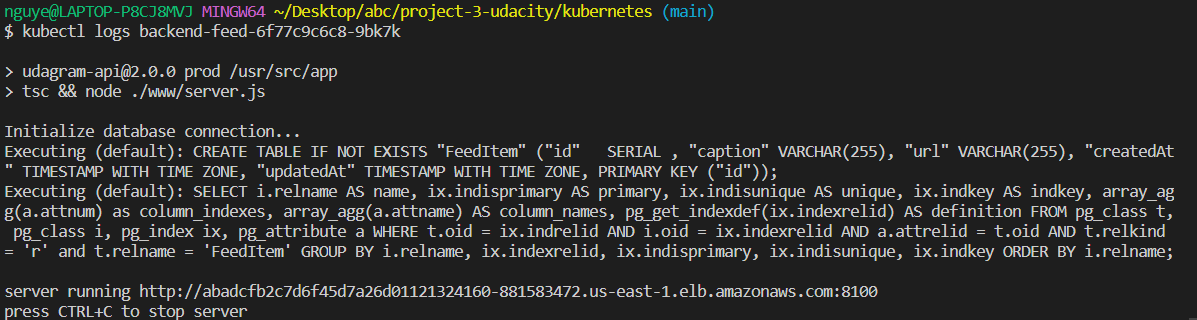 nguye@LAPTOP-P8CJ8MVJ MINGW64 ~/Desktop/abc/project-3-udacity/kubernetes (main)
$ kubectl logs backend-feed-6f77c9c6c8-9bk7k

> udagram-api@2.0.0 prod /usr/src/app
> tsc && node ./www/server.js

Initialize database connection...
Executing (default): CREATE TABLE IF NOT EXISTS "FeedItem" ("id"   SERIAL , "caption" VARCHAR(255), "url" VARCHAR(255), "createdAt
" TIMESTAMP WITH TIME ZONE, "updatedAt" TIMESTAMP WITH TIME ZONE, PRIMARY KEY ("id"));
Executing (default): SELECT i.relname AS name, ix.indisprimary AS primary, ix.indisunique AS unique, ix.indkey AS indkey, array_ag
g(a.attnum) as column_indexes, array_agg(a.attname) AS column_names, pg_get_indexdef(ix.indexrelid) AS definition FROM pg_class t,
 pg_class i, pg_index ix, pg_attribute a WHERE t.oid = ix.indrelid AND i.oid = ix.indexrelid AND a.attrelid = t.oid AND t.relkind
= 'r' and t.relname = 'FeedItem' GROUP BY i.relname, ix.indexrelid, ix.indisprimary, ix.indisunique, ix.indkey ORDER BY i.relname;

server running http://abadcfb2c7d6f45d7a26d01121324160-881583472.us-east-1.elb.amazonaws.com:8100
press CTRL+C to stop server